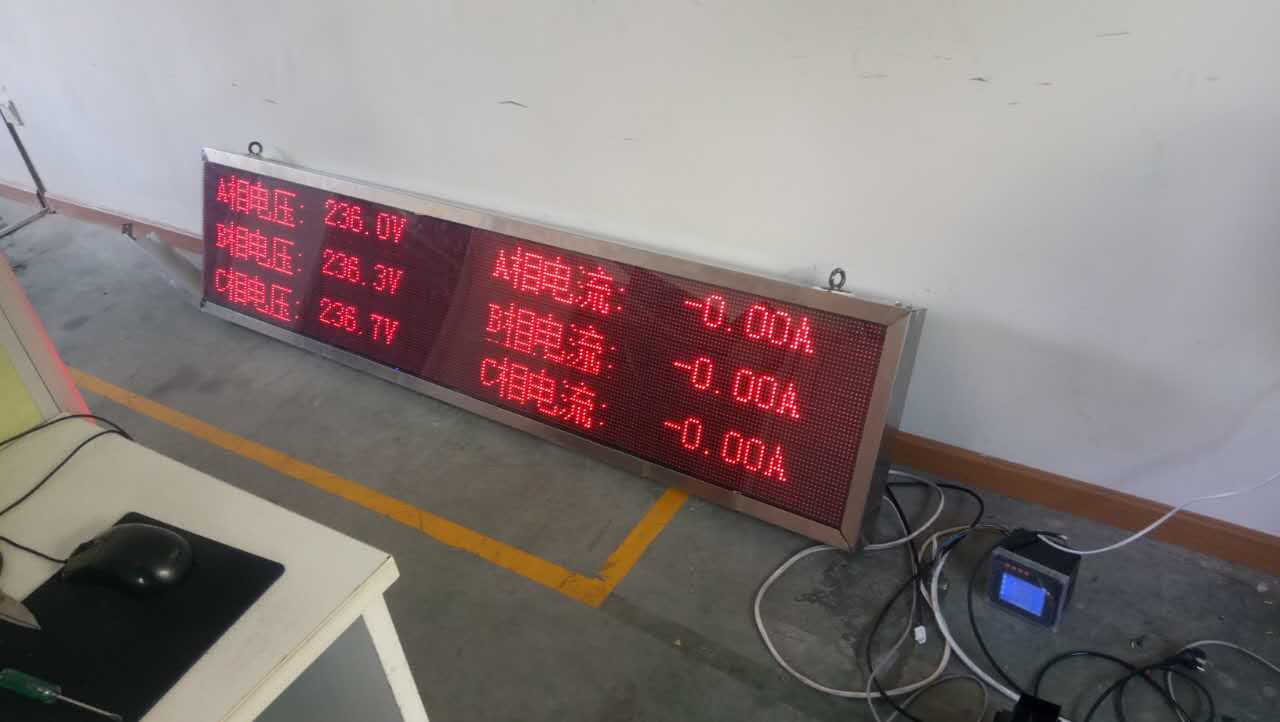 A相电压: 236.0V
B相电压: 236.3V
C相电压: 236.7V
A相电流: -0.00A
B相电流: -0.00A
C相电流: -0.00A